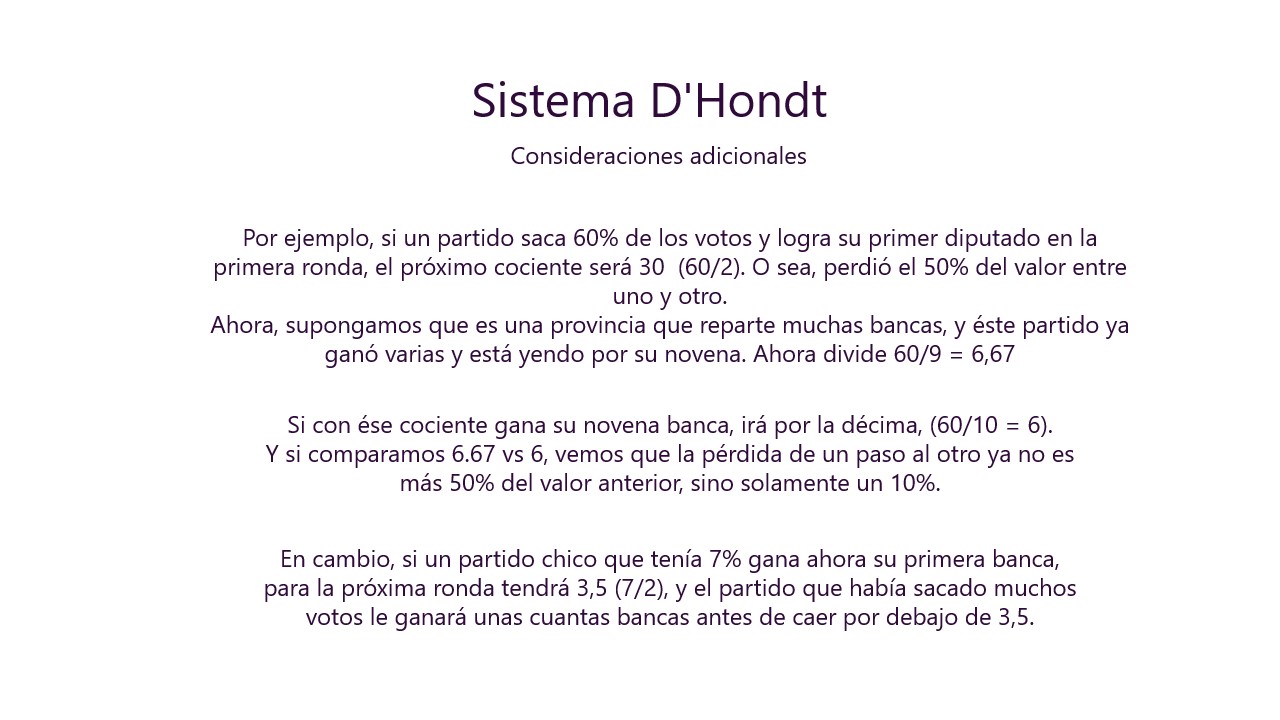 Sistema D'Hondt
Consideraciones adicionales
Por ejemplo, si un partido saca 60% de los votos y logra su primer diputado en la
primera ronda, el próximo cociente será 30  (60/2). O sea, perdió el 50% del valor entre
uno y otro.
Ahora, supongamos que es una provincia que reparte muchas bancas, y éste partido ya
ganó varias y está yendo por su novena. Ahora divide 60/9 = 6,67
Si con ése cociente gana su novena banca, irá por la décima, (60/10 = 6).
Y si comparamos 6.67 vs 6, vemos que la pérdida de un paso al otro ya no es
más 50% del valor anterior, sino solamente un 10%.
En cambio, si un partido chico que tenía 7% gana ahora su primera banca,
para la próxima ronda tendrá 3,5 (7/2), y el partido que había sacado muchos
votos le ganará unas cuantas bancas antes de caer por debajo de 3,5.